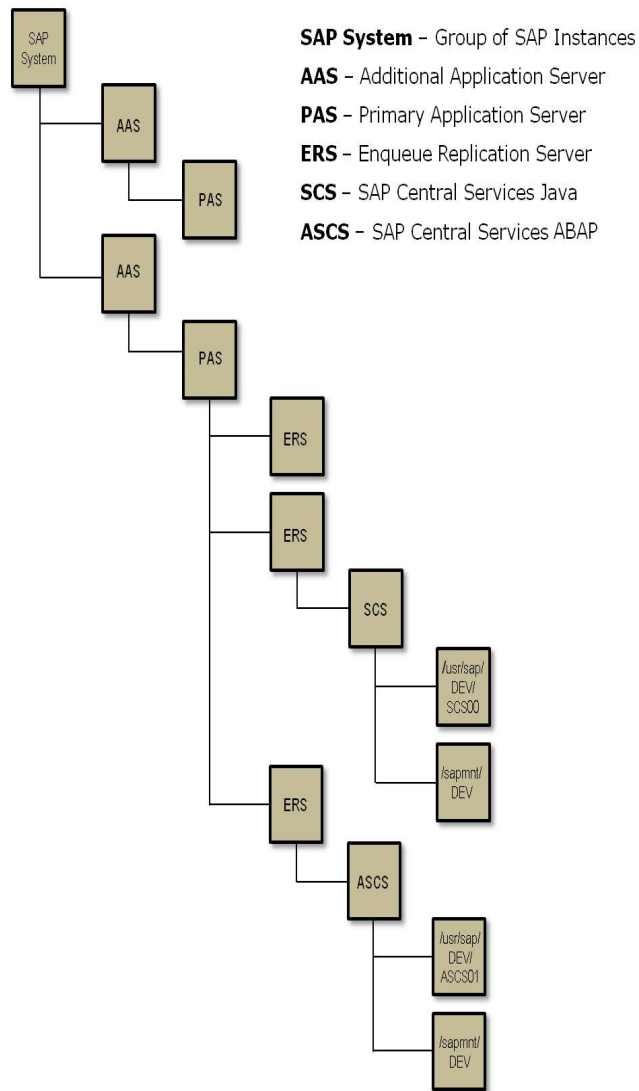 SAP
System
SAP System – Group of SAP Instances
AAS – Additional Application Server
PAS – Primary Application Server
ERS – Enqueue Replication Server
SCS – SAP Central Services Java
ASCS – SAP Central Services ABAP
AAS
PAS
AAS
PAS
ERS
ERS
SCS
/usr/sap/
DEV/
SCS00
/sapmnt/
DEV
ERS
ASCS
/usr/sap/
DEV/
ASCS01
/sapmnt/
DEV